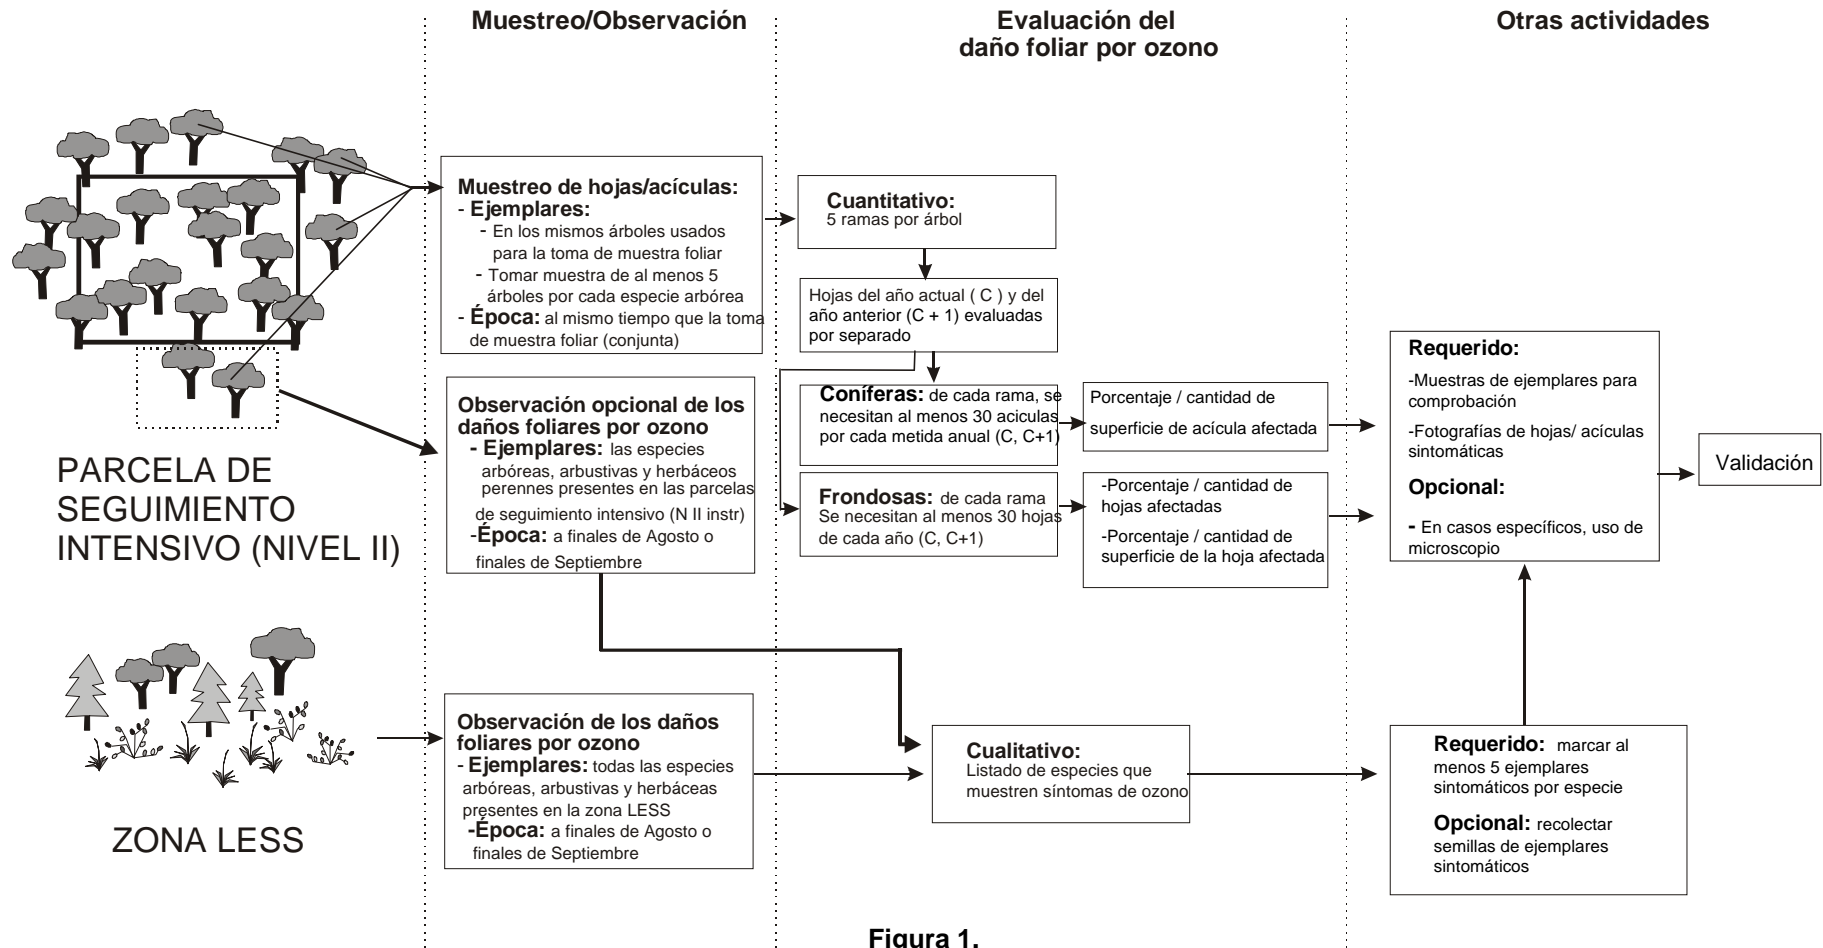 Muestreo/Observación
Evaluación del
daño foliar por ozono
Otras actividades
PARCELA DE
SEGUIMIENTO
INTENSIVO (NIVEL II)
ZONA LESS
Muestreo de hojas/acículas:
- Ejemplares:
- En los mismos árboles usados
para la toma de muestra foliar
- Tomar muestra de al menos 5
árboles por cada especie arbórea
- Época: al mismo tiempo que la toma
de muestra foliar (conjunta)
Observación opcional de los
daños foliares por ozono
- Ejemplares: las especies
arbóreas, arbustivas y herbáceos
perennes presentes en las parcelas
de seguimiento intensivo (N II instr)
-Época: a finales de Agosto o
finales de Septiembre
Observación de los daños
foliares por ozono
- Ejemplares: todas las especies
arbóreas, arbustivas y herbáceas
presentes en la zona LESS
-Época: a finales de Agosto o
finales de Septiembre
Cuantitativo:
5 ramas por árbol
Hojas del año actual ( C ) y del
año anterior (C + 1) evaluadas
por separado
Coníferas: de cada rama, se
necesitan al menos 30 aciculas
por cada metida anual (C, C+1)
Frondosas: de cada rama
Se necesitan al menos 30 hojas
de cada año (C, C+1)
Porcentaje / cantidad de
superficie de acícula afectada
-Porcentaje / cantidad de
hojas afectadas
-Porcentaje / cantidad de
superficie de la hoja afectada
Cualitativo:
Listado de especies que
muestren síntomas de ozono
Requerido:
-Muestras de ejemplares para
comprobación
-Fotografías de hojas/ acículas
sintomáticas
Opcional:
- En casos específicos, uso de
microscopio
Validación
Requerido: marcar al
menos 5 ejemplares
sintomáticos por especie
Opcional: recolectar
semillas de ejemplares
sintomáticos
Figura 1.